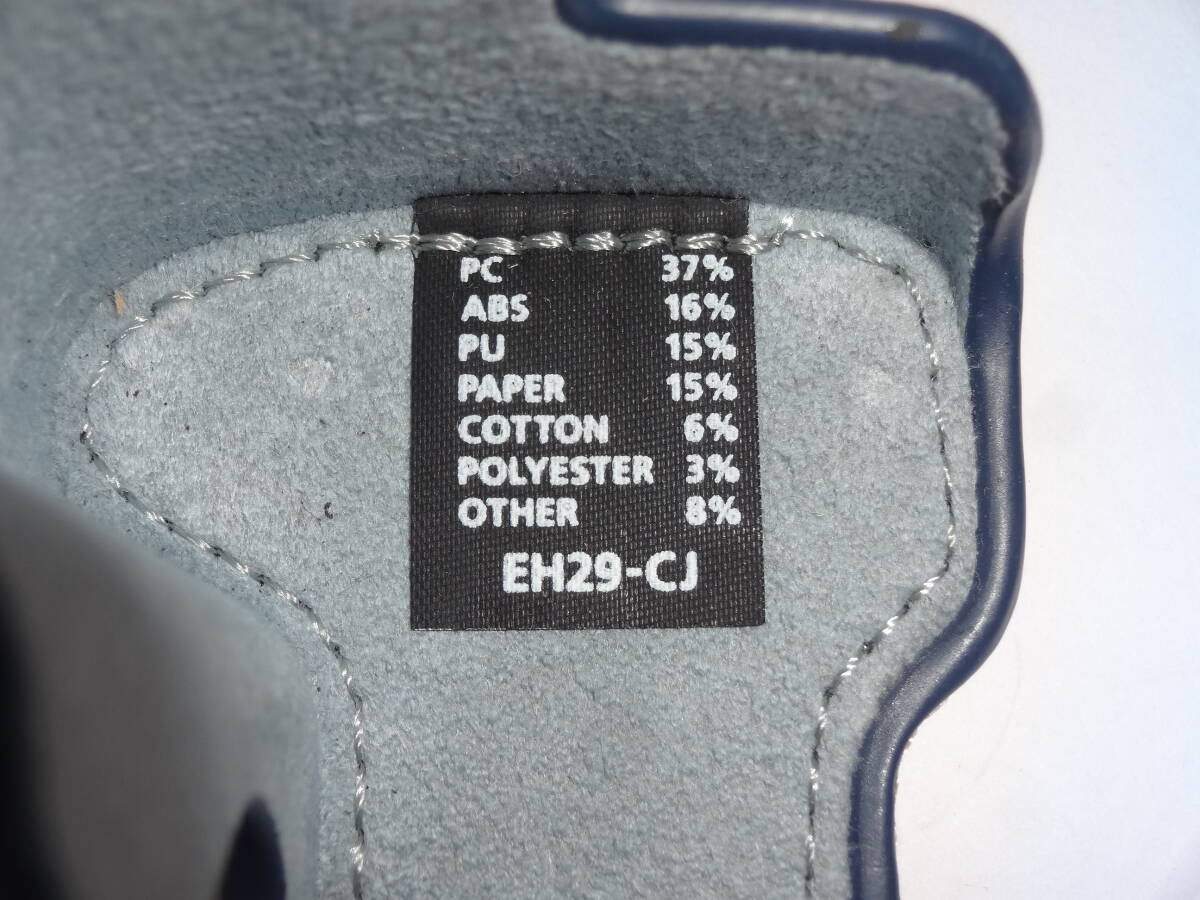 PC 37%
ABS 16%
PU 15%
PAPER 15%
COTTON 6%
POLYESTER 3%
OTHER 8%
EH29-CJ